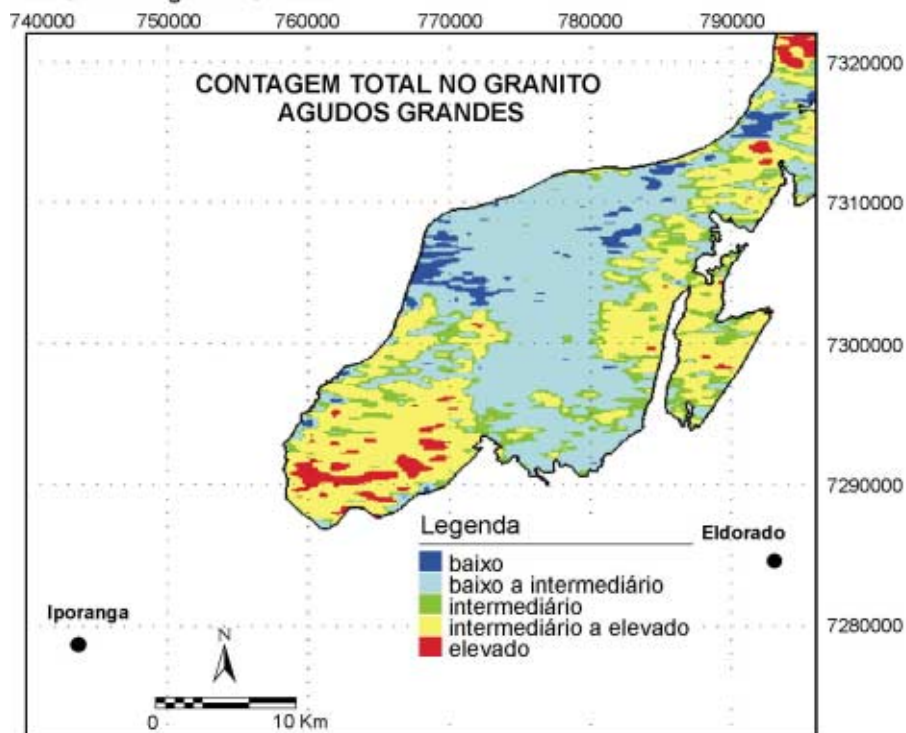 740000 750000 760000 770000 780000 790000
CONTAGEM TOTAL NO GRANITO
AGUDOS GRANDES
7320000
7310000
7300000
7290000
Legenda
baixo
baixo a intermediário
intermediário
intermediário a elevado
elevado
Eldorado
Iporanga
7280000
N
0 10 Km